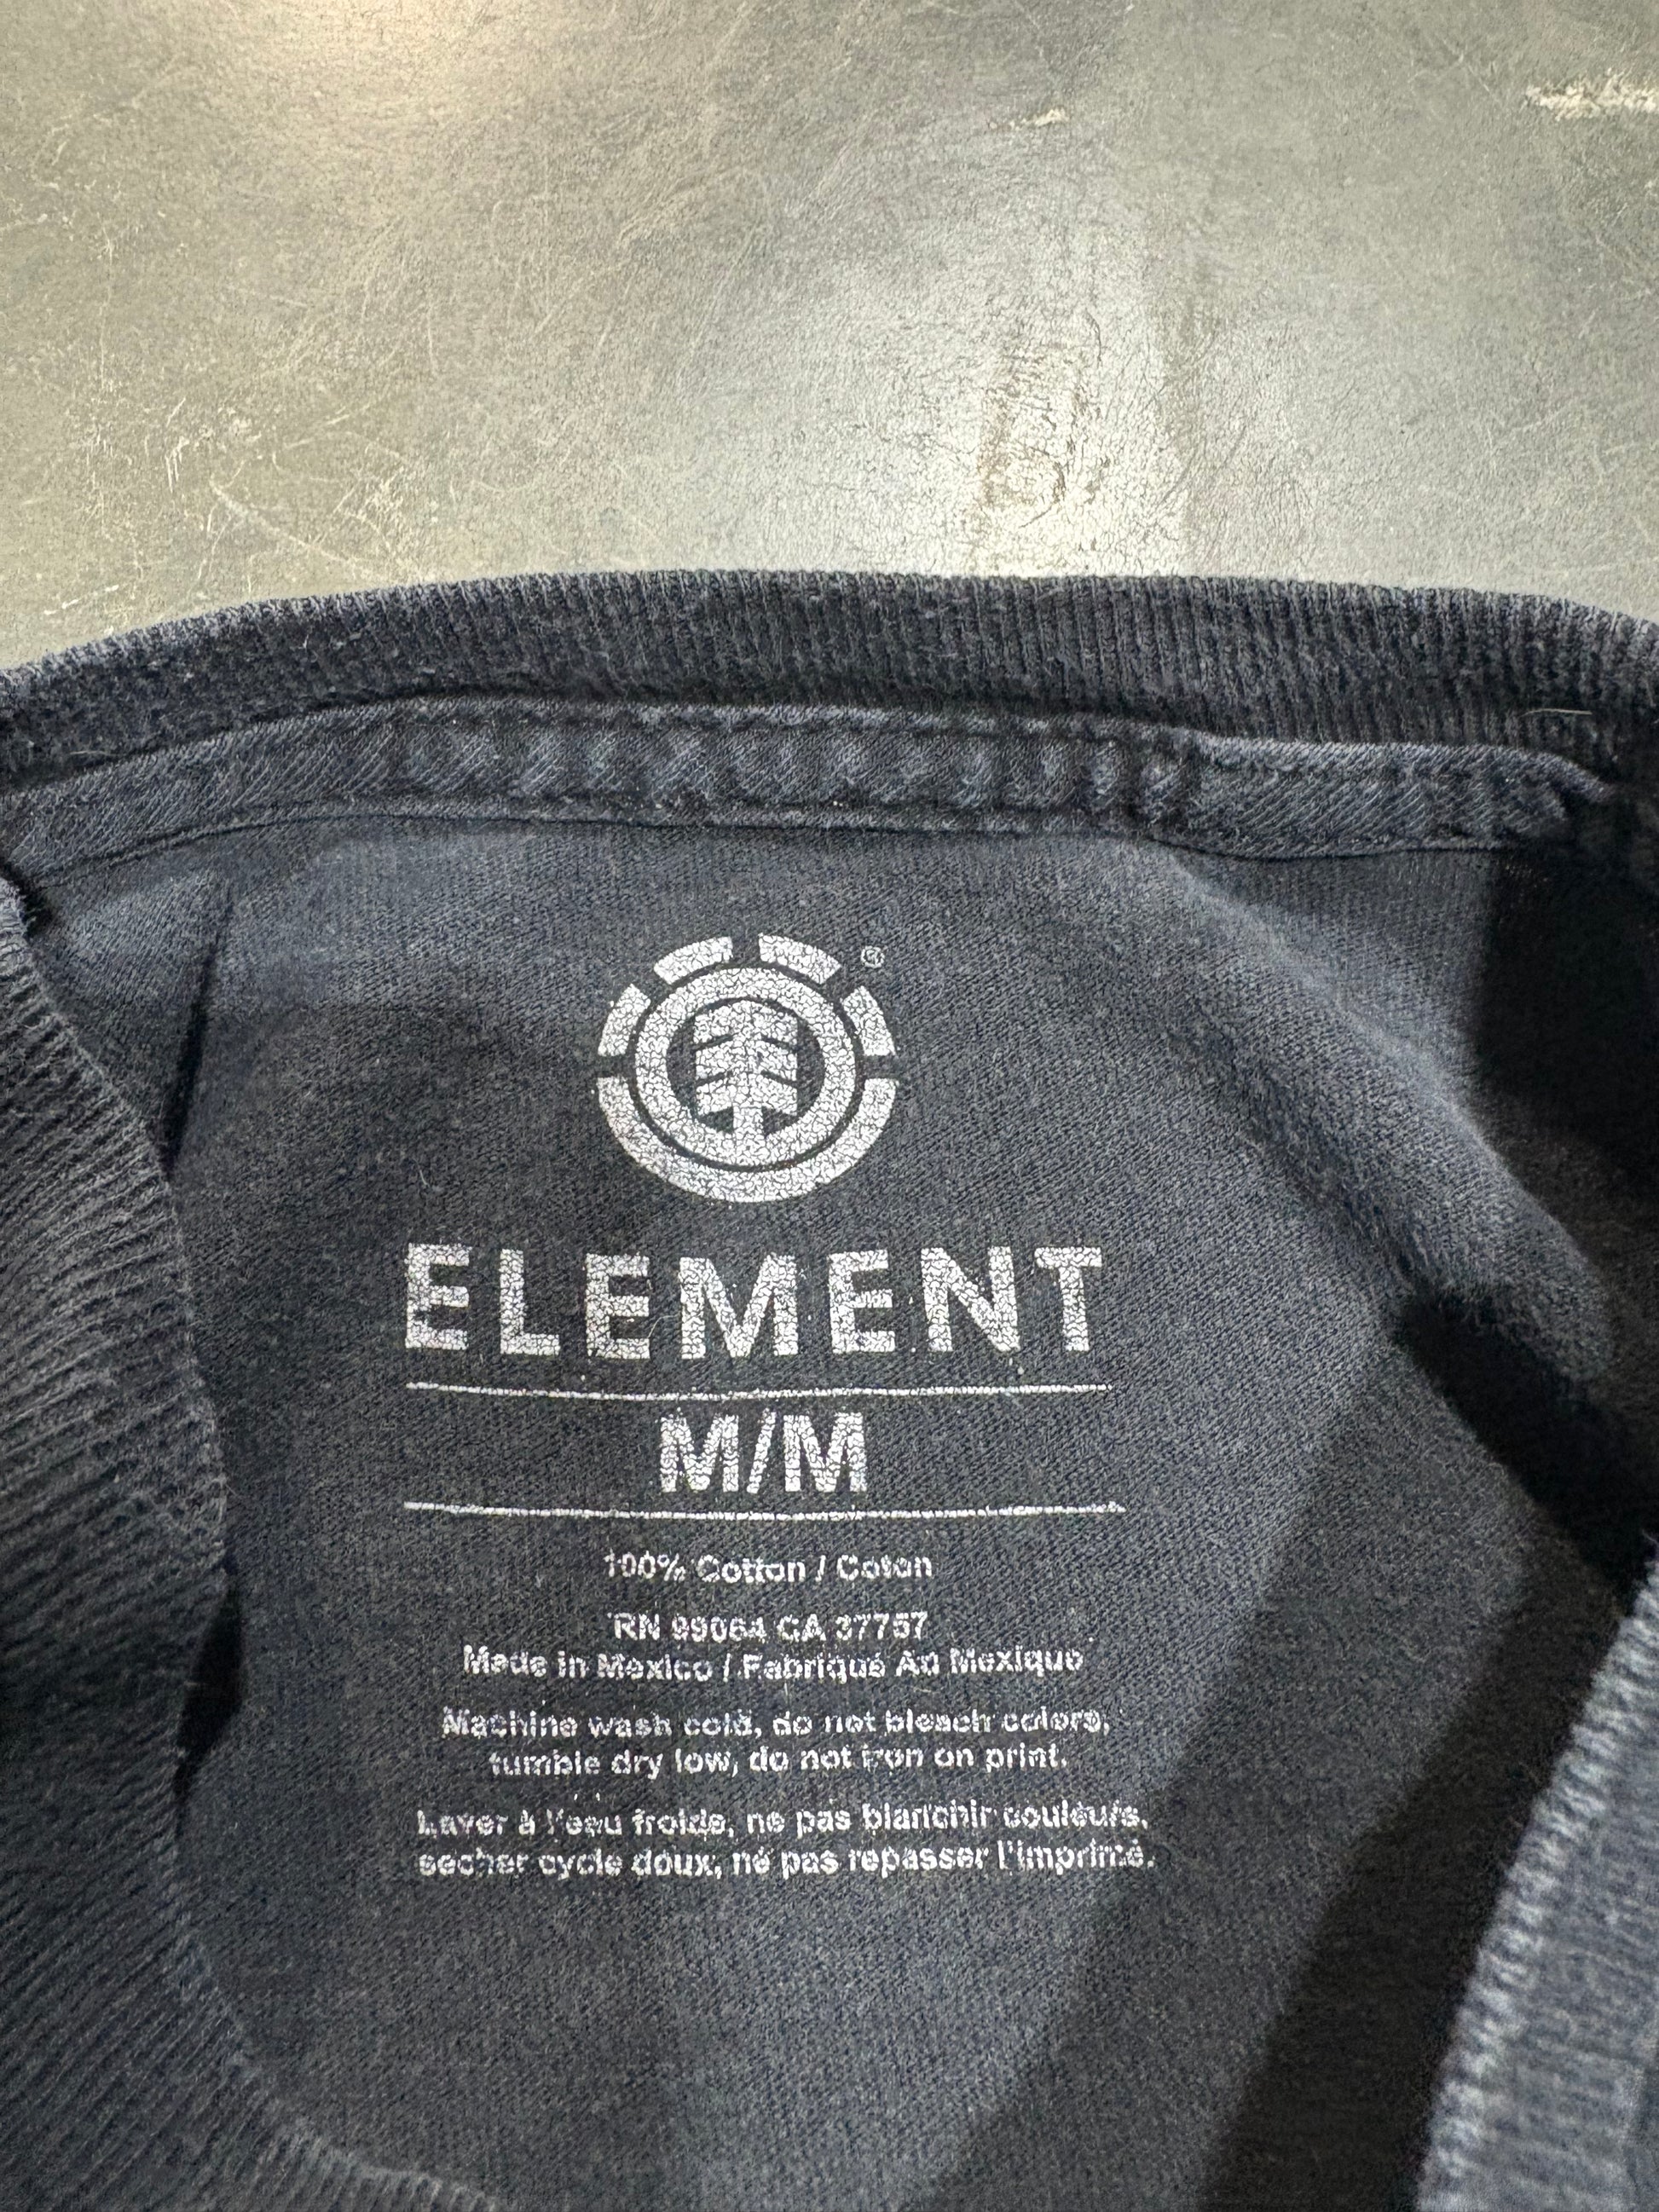 ®
ELEMENT
M/M
100% Cotton / Coton
RN 99064 CA 37757
Made in Mexico / Fabriqué Au Mexique
Machine wash cold, do not bleach colors,
tumble dry low, do not iron on print.
Laver à l'eau froide, ne pas blanchir couleurs,
secher cycle doux, ne pas repasser l'imprimé.